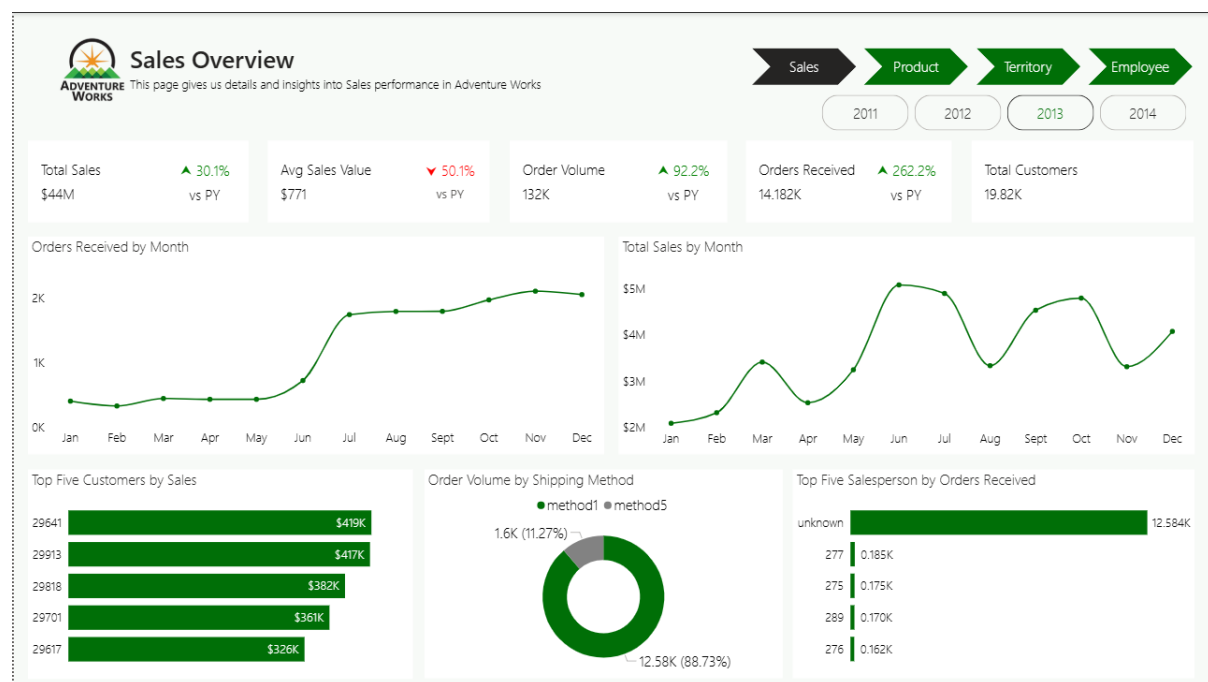 Sales Overview
This page gives us details and insights into Sales performance in Adventure Works
ADVENTURE
WORKS
Sales
Product
Territory
Employee
2011
2012
2013
2014
Total Sales
30.1%
$44M
vs PY
Avg Sales Value
50.1%
$771
vs PY
Order Volume
92.2%
132K
vs PY
Orders Received
262.2%
14.182K
vs PY
Total Customers
19.82K
Orders Received by Month
2K
1K
0K
Jan Feb Mar Apr May Jun Jul Aug Sept Oct Nov Dec
Total Sales by Month
$5M
$4M
$3M
$2M
Jan Feb Mar Apr May Jun Jul Aug Sept Oct Nov Dec
Top Five Customers by Sales
29641 $419K
29913 $417K
29818 $382K
29701 $361K
29617 $326K
Order Volume by Shipping Method
method1 method5
1.6K (11.27%)
12.58K (88.73%)
Top Five Salesperson by Orders Received
unknown 12.584K
277 0.185K
275 0.175K
289 0.170K
276 0.162K